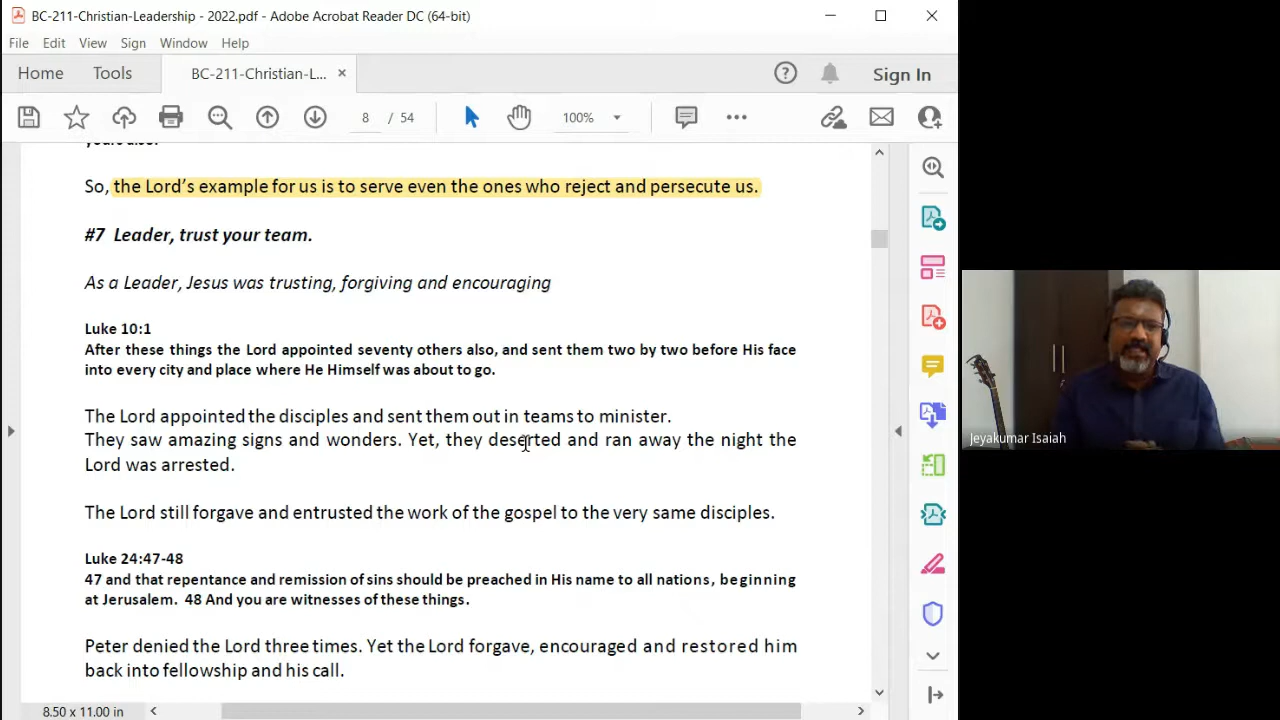 BC-211-Christian-Leadership - 2022.pdf - Adobe Acrobat Reader DC (64-bit)
File Edit View Sign Window Help
Home Tools BC-211-Christian-L... Sign In
8 / 54 100%
yours also.
So, the Lord's example for us is to serve even the ones who reject and persecute us.
#7 Leader, trust your team.
As a Leader, Jesus was trusting, forgiving and encouraging
Luke 10:1
After these things the Lord appointed seventy others also, and sent them two by two before His face
into every city and place where He Himself was about to go.
The Lord appointed the disciples and sent them out in teams to minister.
They saw amazing signs and wonders. Yet, they deserted and ran away the night the
Lord was arrested.
The Lord still forgave and entrusted the work of the gospel to the very same disciples.
Luke 24:47-48
47 and that repentance and remission of sins should be preached in His name to all nations, beginning
at Jerusalem. 48 And you are witnesses of these things.
Peter denied the Lord three times. Yet the Lord forgave, encouraged and restored him
back into fellowship and his call.
8.50 x 11.00 in
Jeyakumar Isaiah